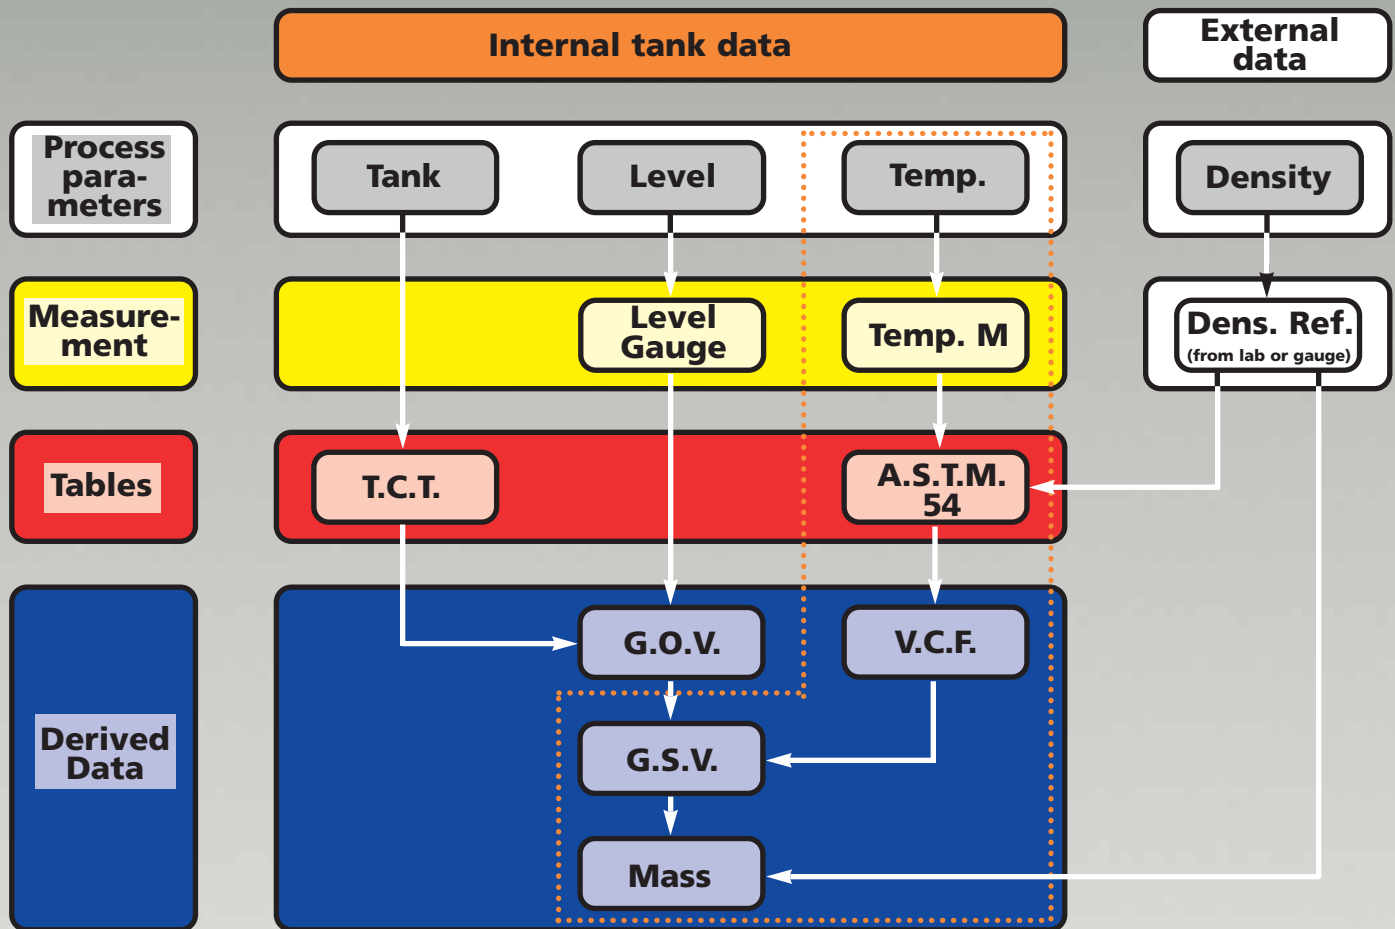 Internal tank data
External
data
Process
para-
meters
Tank
Level
Temp.
Density
Measure-
ment
Level
Gauge
Temp. M
Dens. Ref.
(from lab or gauge)
Tables
T.C.T.
A.S.T.M.
54
G.O.V.
V.C.F.
Derived
Data
G.S.V.
Mass